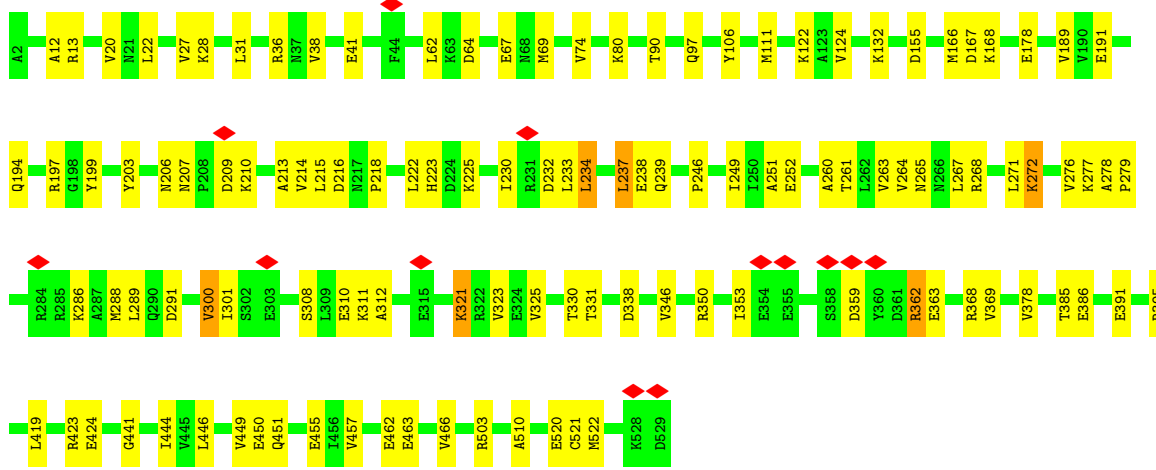 A2 A12 R13 V20 N21 L22 V27 K28 L31 R36 N37 V38 E41 F44 L62 K63 D64 E67 N68 M69 V74 K80 T90 Q97 Y106 M111 K122 A123 V124 K132 D155 M166 D167 K168 E178 V189 V190 E191
Q194 R197 G198 Y199 Y203 N206 N207 P208 D209 K210 A213 V214 L215 D216 N217 P218 L222 H223 D224 K225 I230 R231 D232 L233 L234 L237 E238 Q239 P246 I249 I250 A251 E252 A260 T261 L262 V263 V264 N265 N266 L267 R268 L271 K272 V276 K277 A278 P279
R284 R285 K286 A287 M288 L289 Q290 D291 V300 I301 S302 E303 S308 L309 E310 K311 A312 E315 K321 R322 V323 E324 V325 T330 T331 D338 V346 R350 I353 E354 E355 S358 D359 Y360 D361 R362 E363 R368 V369 V378 T385 E386 E391
L419 R423 E424 G441 I444 V445 L446 V449 E450 Q451 E455 I456 V457 E462 E463 V466 R503 A510 E520 C521 M522 K528 D529